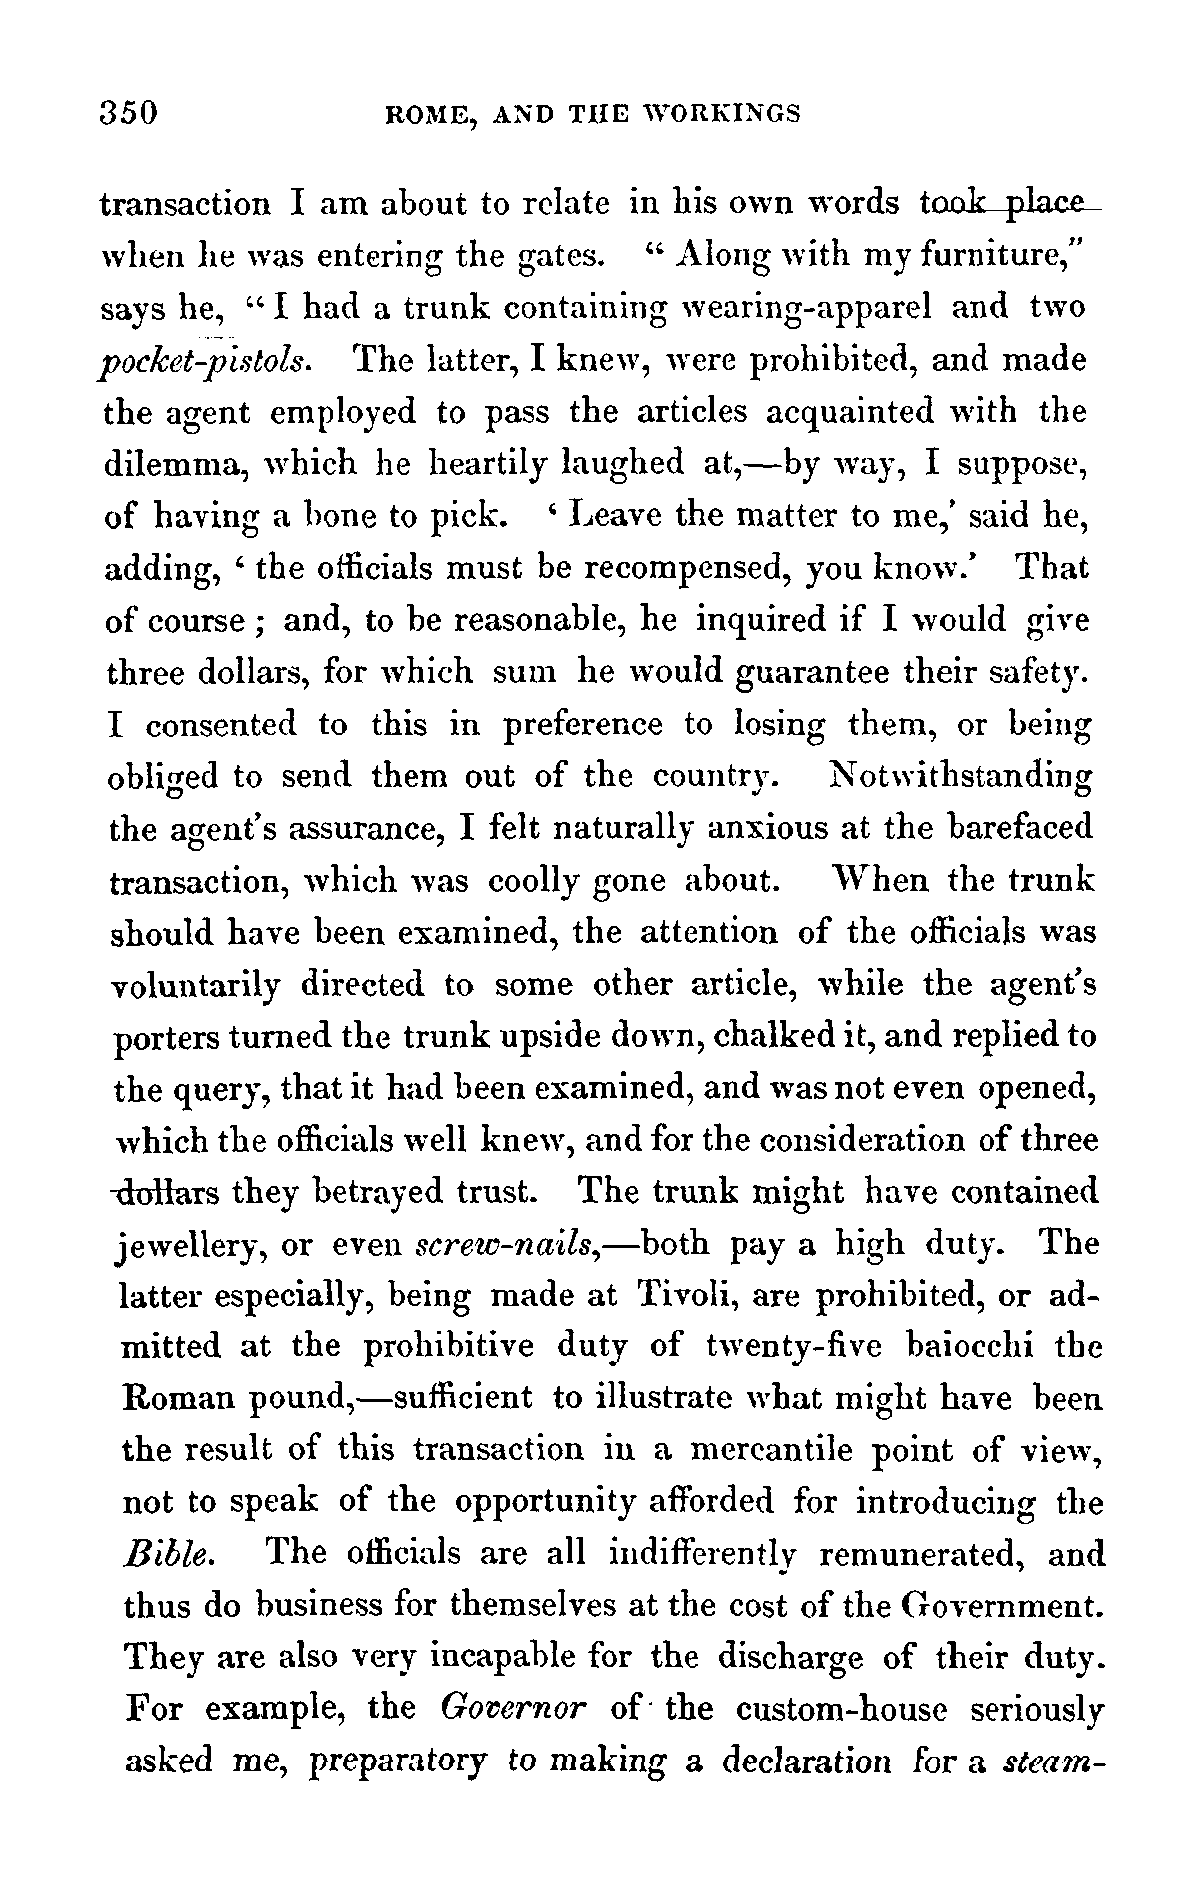 350 ROME, AND THE WORKINGS
transaction I am about to relate in his own words took place
when he was entering the gates. “ Along with my furniture,”
says he, “ I had a trunk containing wearing-apparel and two
pocket-pistols. The latter, I knew, were prohibited, and made
the agent employed to pass the articles acquainted with the
dilemma, which he heartily laughed at,—by way, I suppose,
of having a bone to pick. ‘ Leave the matter to me,’ said he,
adding, ‘ the officials must be recompensed, you know.’ That
of course ; and, to be reasonable, he inquired if I would give
three dollars, for which sum he would guarantee their safety.
I consented to this in preference to losing them, or being
obliged to send them out of the country. Notwithstanding
the agent’s assurance, I felt naturally anxious at the barefaced
transaction, which was coolly gone about. When the trunk
should have been examined, the attention of the officials was
voluntarily directed to some other article, while the agent’s
porters turned the trunk upside down, chalked it, and replied to
the query, that it had been examined, and was not even opened,
which the officials well knew, and for the consideration of three
dollars they betrayed trust. The trunk might have contained
jewellery, or even screw-nails,—both pay a high duty. The
latter especially, being made at Tivoli, are prohibited, or ad-
mitted at the prohibitive duty of twenty-five baiocchi the
Roman pound,—sufficient to illustrate what might have been
the result of this transaction in a mercantile point of view,
not to speak of the opportunity afforded for introducing the
Bible. The officials are all indifferently remunerated, and
thus do business for themselves at the cost of the Government.
They are also very incapable for the discharge of their duty.
For example, the Governor of the custom-house seriously
asked me, preparatory to making a declaration for a steam-